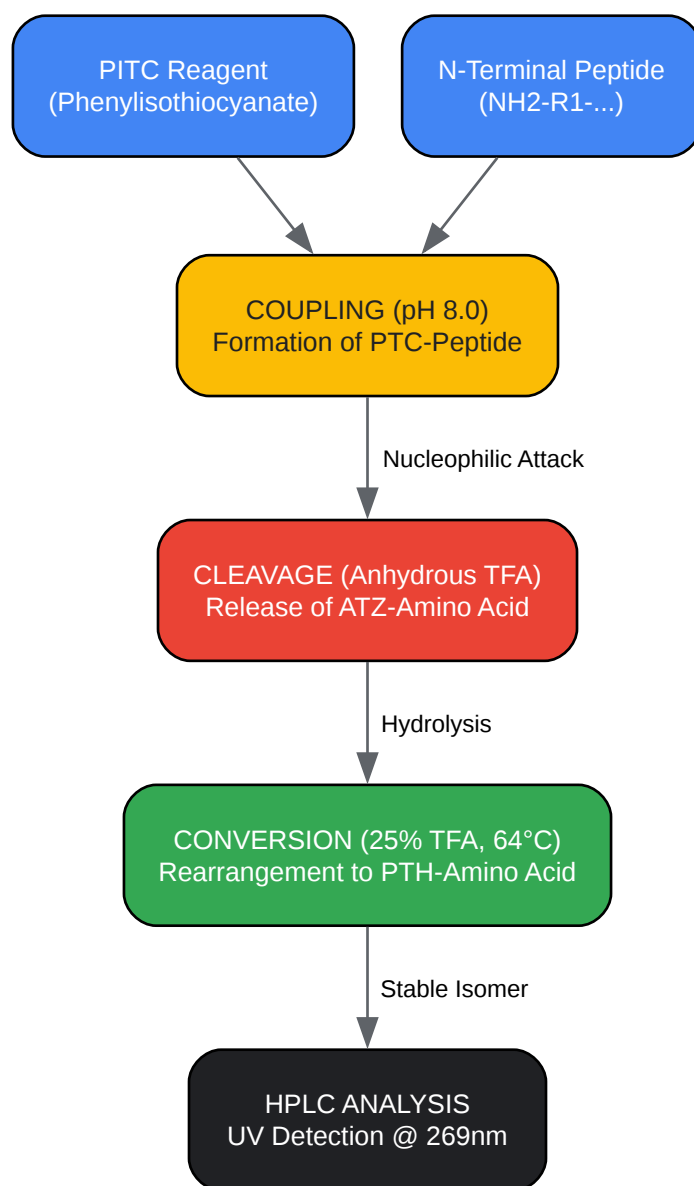 PITC Reagent
(Phenylisothiocyanate)
N-Terminal Peptide
(NH2-R1-...)
COUPLING (pH 8.0)
Formation of PTC-Peptide
Nucleophilic Attack
CLEAVAGE (Anhydrous TFA)
Release of ATZ-Amino Acid
Hydrolysis
CONVERSION (25% TFA, 64°C)
Rearrangement to PTH-Amino Acid
Stable Isomer
HPLC ANALYSIS
UV Detection @ 269nm